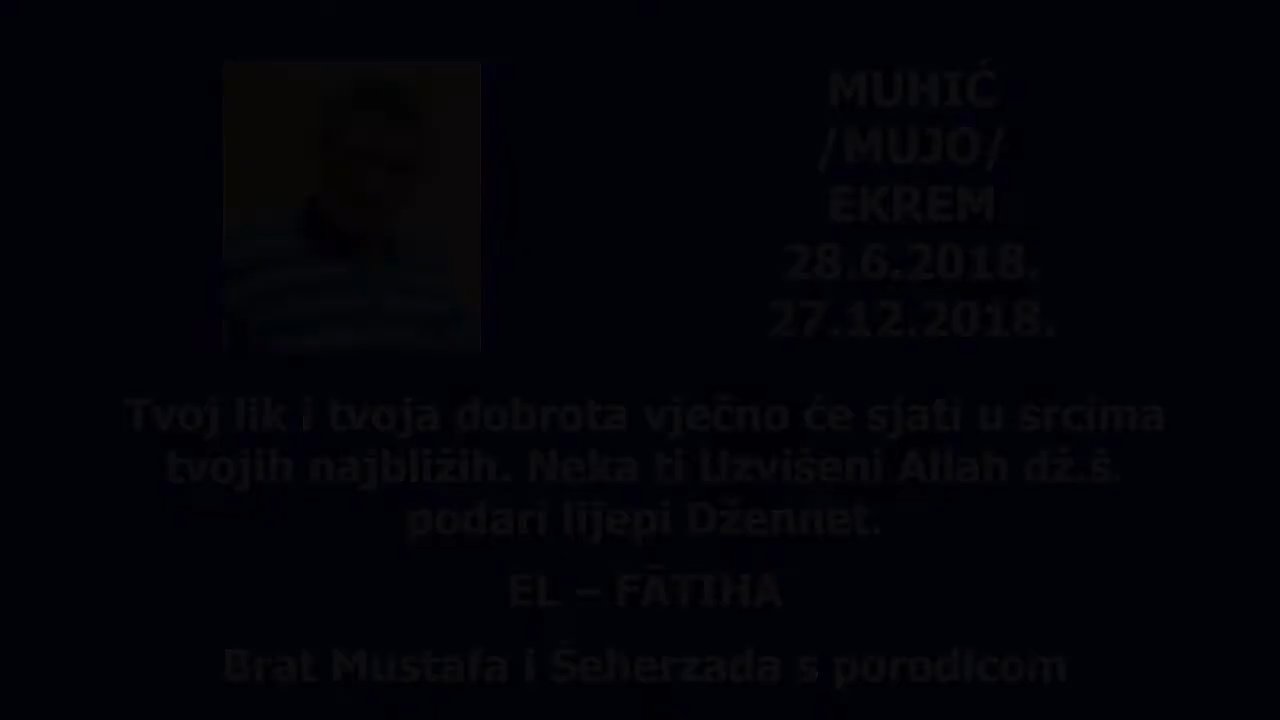 MUHIĆ
/MUJO/
EKREM
28.6.2018.
27.12.2018.
Tvoj lik i tvoja dobrota vječno će sjati u srcima
tvojih najbližih. Neka ti Uzvišeni Allah dž.š.
podari lijepi Džennet.
EL – FATIHA
Brat Mustafa i Šeherzada s porodicom